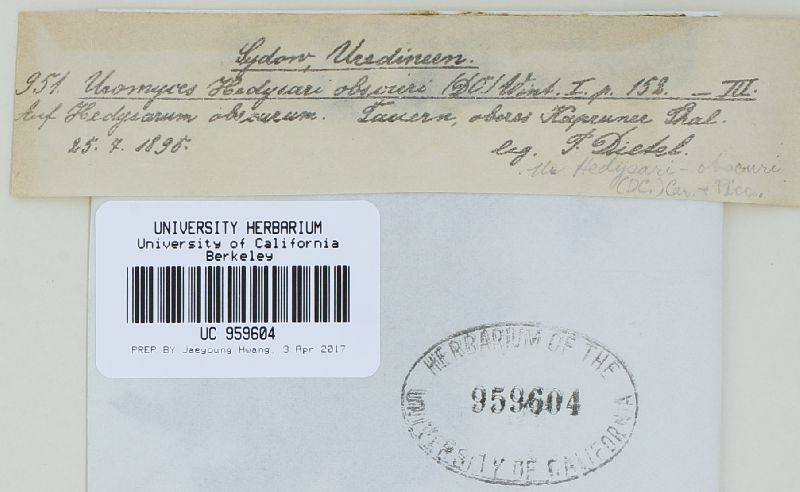 Sydow, Uredineen.
951. Uromyces Hedysari obscuri (DC) Wint. I. p. 152. — III.
Auf Hedysarum obscurum. Tauern, oberes Kapruner Thal.
25. 7. 1895. leg. P. Dietel.
Ur. Hedysari-obscuri
(DC.) Car. + Picc.
UNIVERSITY HERBARIUM
University of California
Berkeley
UC 959604
PREP BY Jaeyoung Hwang, 3 Apr 2017
HERBARIUM OF THE
959604
UNIVERSITY OF CALIFORNIA